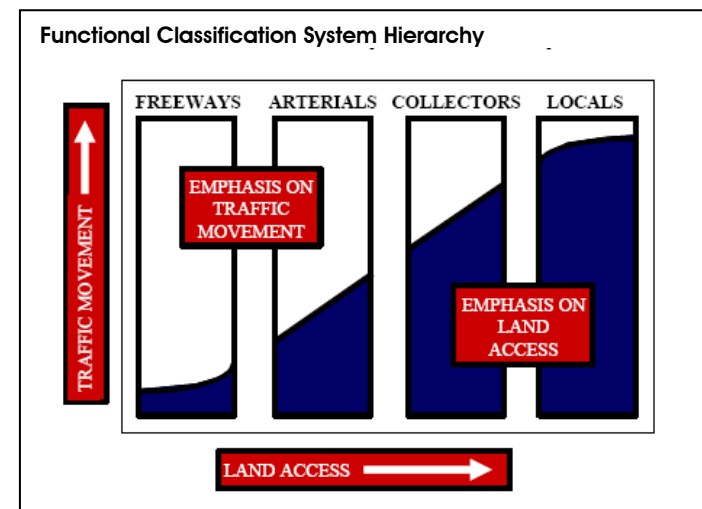 Functional Classification System Hierarchy
FREEWAYS ARTERIALS COLLECTORS LOCALS
TRAFFIC MOVEMENT
EMPHASIS ON
TRAFFIC
MOVEMENT
EMPHASIS ON
LAND
ACCESS
LAND ACCESS